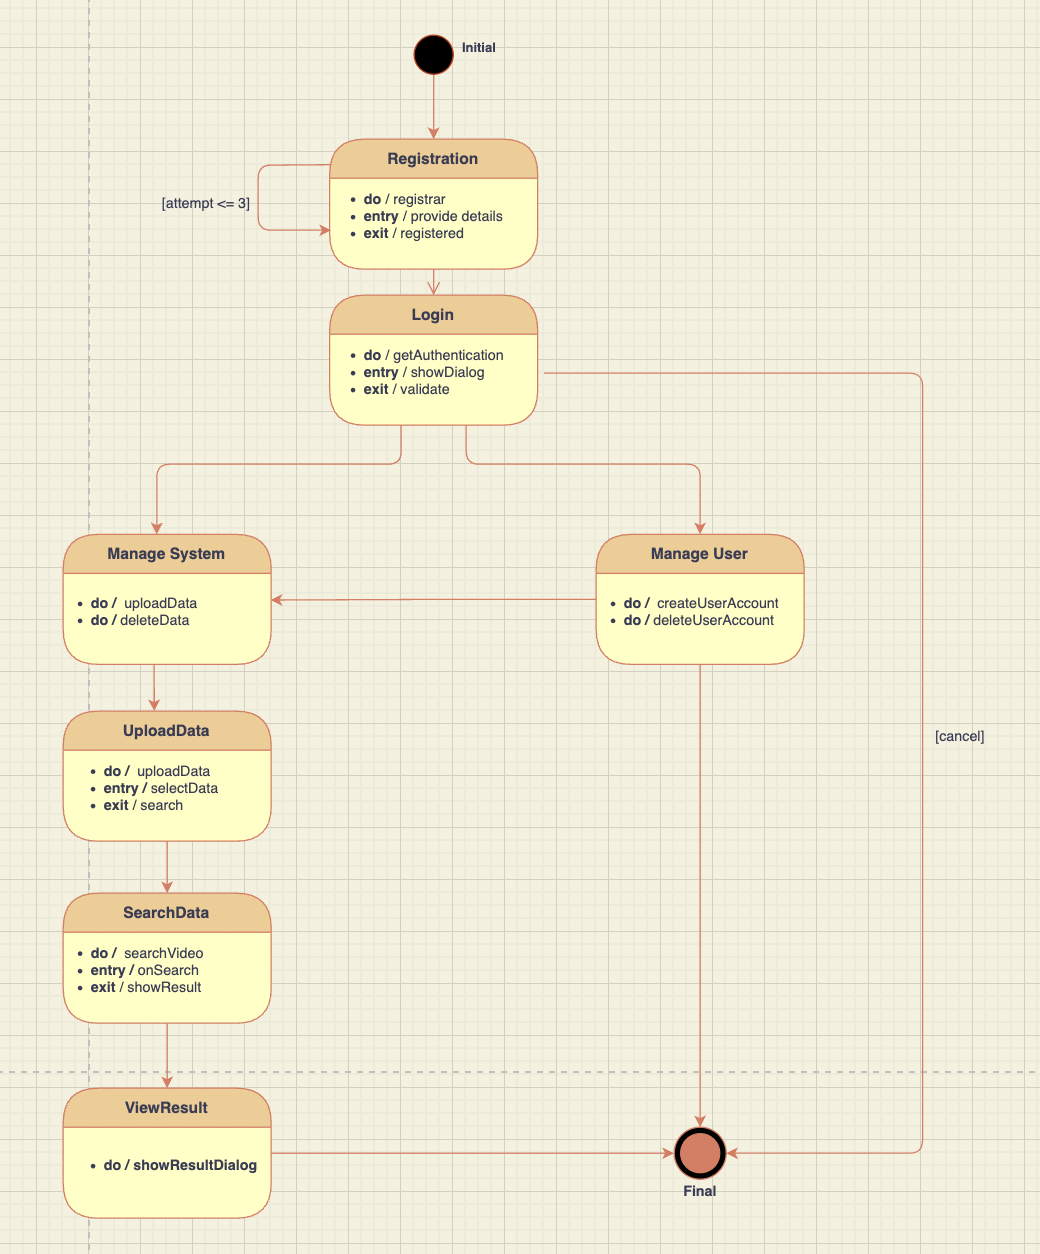 Initial
Registration
[attempt <= 3]
• do / registrar
• entry / provide details
• exit / registered
Login
• do / getAuthentication
• entry / showDialog
• exit / validate
Manage System
• do / uploadData
• do / deleteData
Manage User
• do / createUserAccount
• do / deleteUserAccount
UploadData
• do / uploadData
• entry / selectData
• exit / search
[cancel]
SearchData
• do / searchVideo
• entry / onSearch
• exit / showResult
ViewResult
• do / showResultDialog
Final